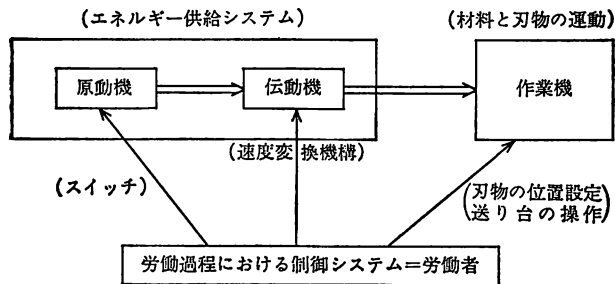 (エネルギー供給システム)
(材料と刃物の運動)
原動機
伝動機
作業機
(速度変換機構)
(スイッチ)
(刃物の位置設定
送り台の操作)
労働過程における制御システム=労働者